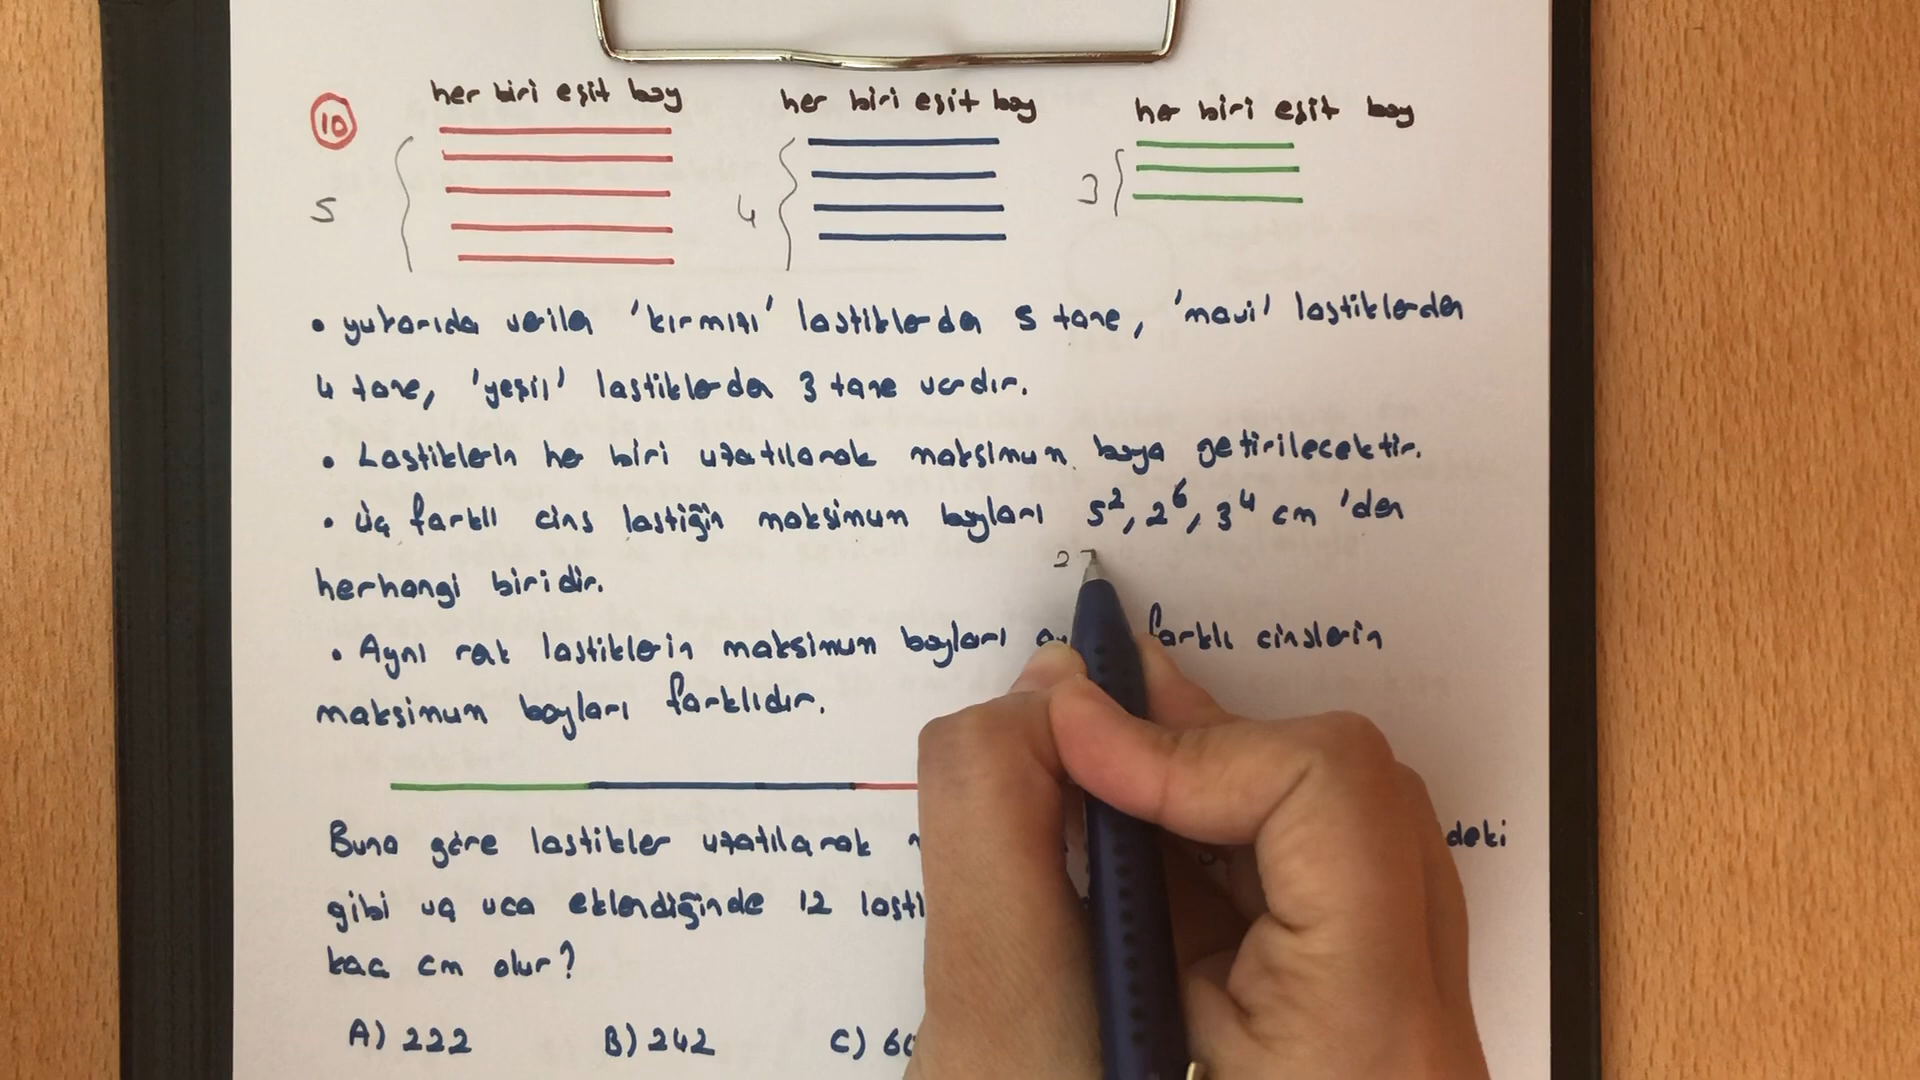 10
her biri eşit boy
her biri eşit boy
her biri eşit boy
5
4
3
• yukarıda verilen 'kırmızı' lastiklerden 5 tane, 'mavi' lastiklerden
4 tane, 'yeşil' lastiklerden 3 tane vardır.
• Lastiklerin her biri uzatılarak maksimum boya getirilecektir.
• Üç farklı cins lastiğin maksimum boyları 5², 2⁶, 3⁴ cm 'den
2
herhangi biridir.
• Aynı renk lastiklerin maksimum boyları farklı cinslerin
maksimum boyları farklıdır.
Buna göre lastikler uzatılarak
gibi uç uca eklendiğinde 12
kaç cm olur?
A) 222 B) 242 C)